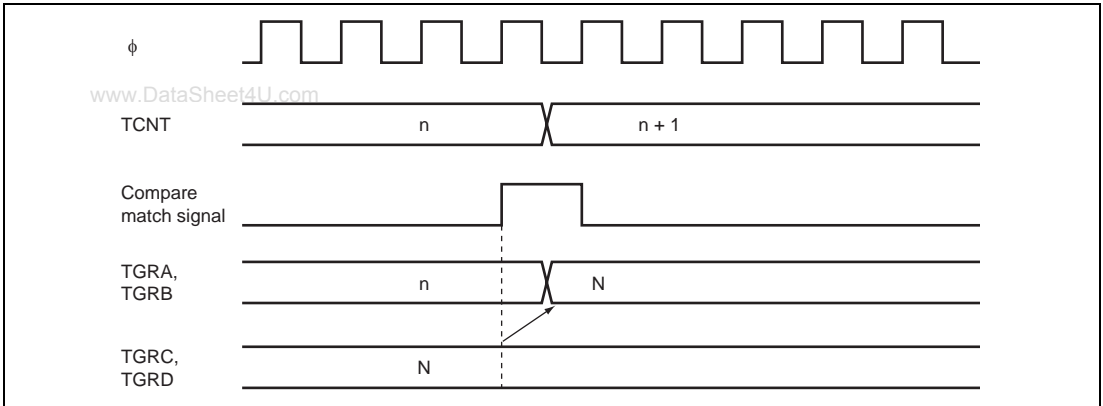 ϕ
www.DataSheet4U.com
TCNT
n
n + 1
Compare
match signal
TGRA,
TGRB
n
N
TGRC,
TGRD
N